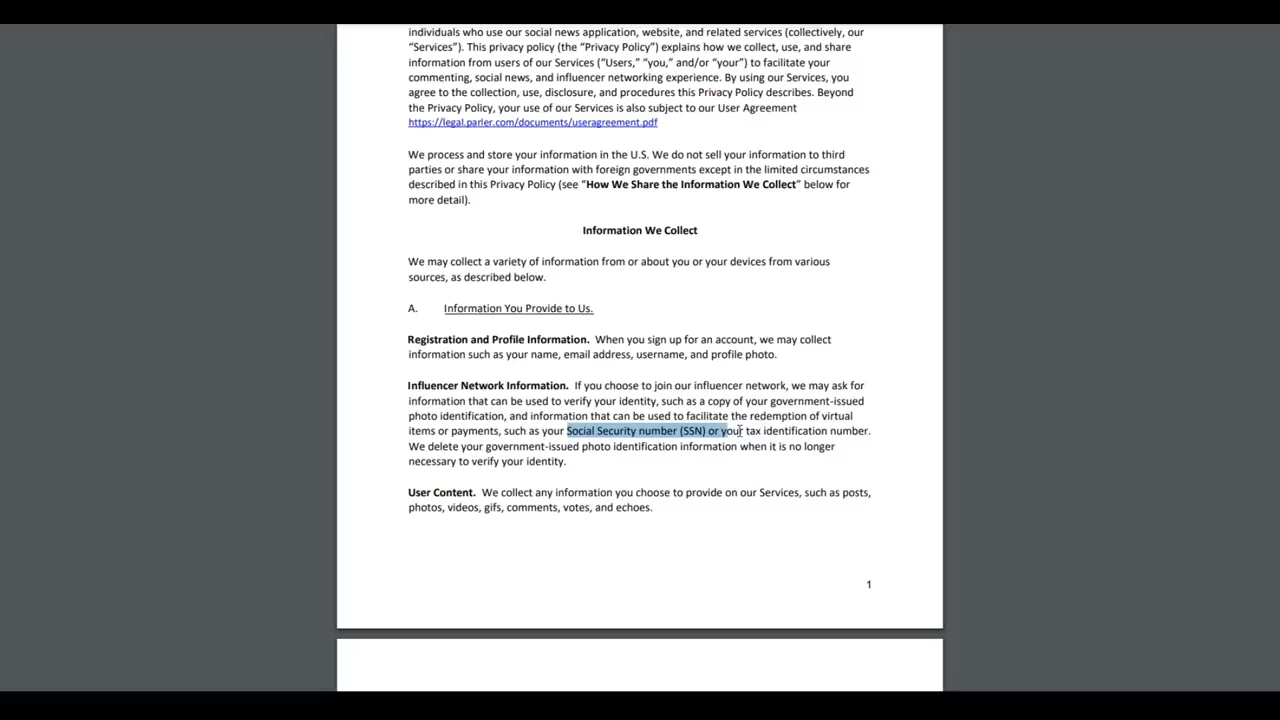 individuals who use our social news application, website, and related services (collectively, our
“Services”). This privacy policy (the “Privacy Policy”) explains how we collect, use, and share
information from users of our Services (“Users,” “you,” and/or “your”) to facilitate your
commenting, social news, and influencer networking experience. By using our Services, you
agree to the collection, use, disclosure, and procedures this Privacy Policy describes. Beyond
the Privacy Policy, your use of our Services is also subject to our User Agreement
https://legal.parler.com/documents/useragreement.pdf
We process and store your information in the U.S. We do not sell your information to third
parties or share your information with foreign governments except in the limited circumstances
described in this Privacy Policy (see “How We Share the Information We Collect” below for
more detail).
Information We Collect
We may collect a variety of information from or about you or your devices from various
sources, as described below.
A. Information You Provide to Us.
Registration and Profile Information. When you sign up for an account, we may collect
information such as your name, email address, username, and profile photo.
Influencer Network Information. If you choose to join our influencer network, we may ask for
information that can be used to verify your identity, such as a copy of your government-issued
photo identification, and information that can be used to facilitate the redemption of virtual
items or payments, such as your Social Security number (SSN) or your tax identification number.
We delete your government-issued photo identification information when it is no longer
necessary to verify your identity.
User Content. We collect any information you choose to provide on our Services, such as posts,
photos, videos, gifs, comments, votes, and echoes.
1